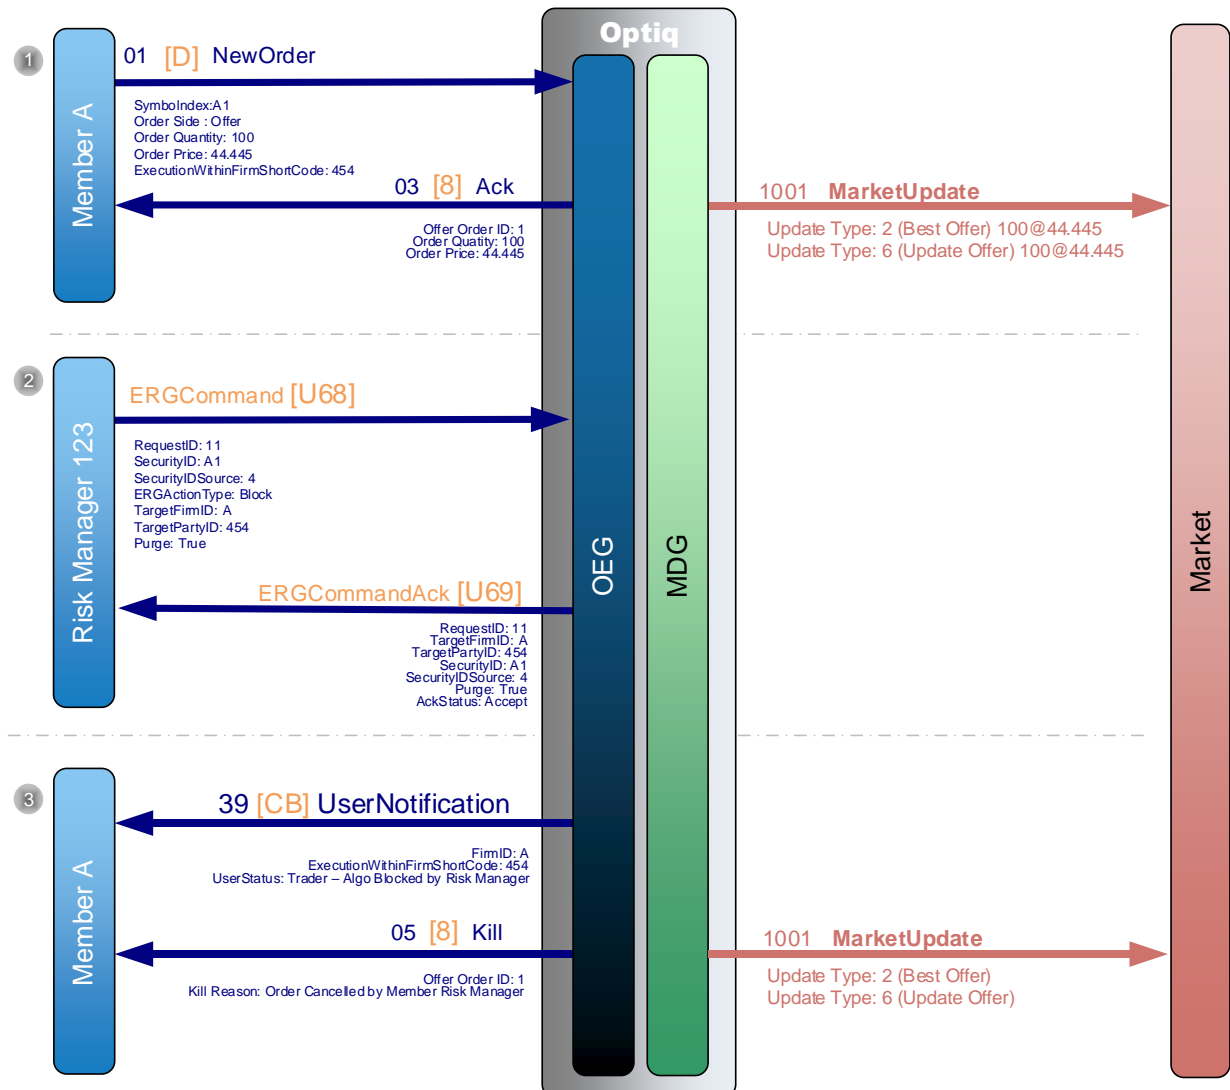 Optiq
1
Member A
01 [D] NewOrder
SymbolIndex:A1
Order Side : Offer
Order Quantity: 100
Order Price: 44.445
ExecutionWithinFirmShortCode: 454
03 [8] Ack
Offer Order ID: 1
Order Quatity: 100
Order Price: 44.445
1001 MarketUpdate
Update Type: 2 (Best Offer) 100@44.445
Update Type: 6 (Update Offer) 100@44.445
2
Risk Manager 123
ERGCommand [U68]
RequestID: 11
SecurityID: A1
SecurityIDSource: 4
ERGActionType: Block
TargetFirmID: A
TargetPartyID: 454
Purge: True
ERGCommandAck [U69]
RequestID: 11
TargetFirmID: A
TargetPartyID: 454
SecurityID: A1
SecurityIDSource: 4
Purge: True
AckStatus: Accept
OEG
MDG
Market
3
Member A
39 [CB] UserNotification
FirmID: A
ExecutionWithinFirmShortCode: 454
UserStatus: Trader – Algo Blocked by Risk Manager
05 [8] Kill
Offer Order ID: 1
Kill Reason: Order Cancelled by Member Risk Manager
1001 MarketUpdate
Update Type: 2 (Best Offer)
Update Type: 6 (Update Offer)